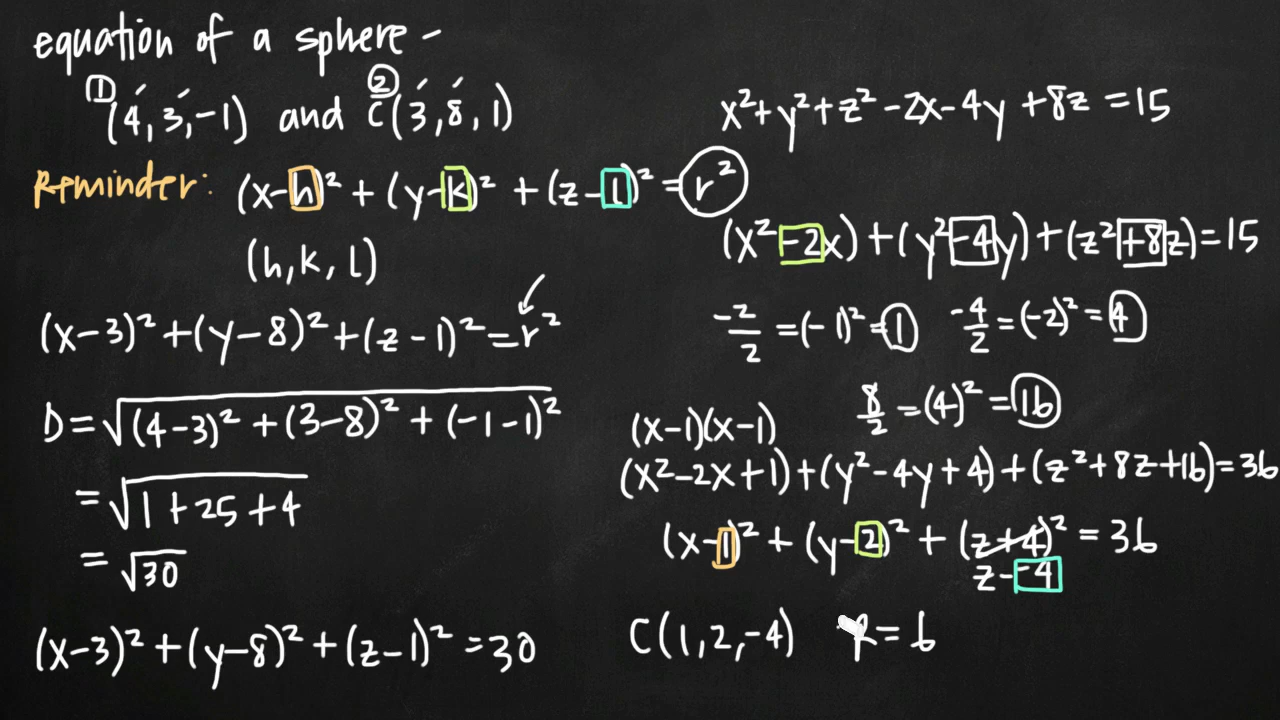 equation of a sphere -
① (4, 3, -1) and ② C(3, 8, 1)
Reminder: (x-h)² + (y-k)² + (z-l)² = r²
(h, k, l)
(x-3)² + (y-8)² + (z-1)² = r²
D = √((4-3)² + (3-8)² + (-1-1)²
= √(1+25+4
= √30
(x-3)² + (y-8)² + (z-1)² = 30
x² + y² + z² - 2x - 4y + 8z = 15
(x² -2x) + (y² -4y) + (z² +8z) = 15
-2/2 = (-1)² = 1 -4/2 = (-2)² = 4
8/2 = (4)² = 16
(x-1)(x-1)
(x²-2x+1) + (y²-4y+4) + (z²+8z+16) = 36
(x-1)² + (y-2)² + (z+4)² = 36
z--4
C(1, 2, -4) r = 6